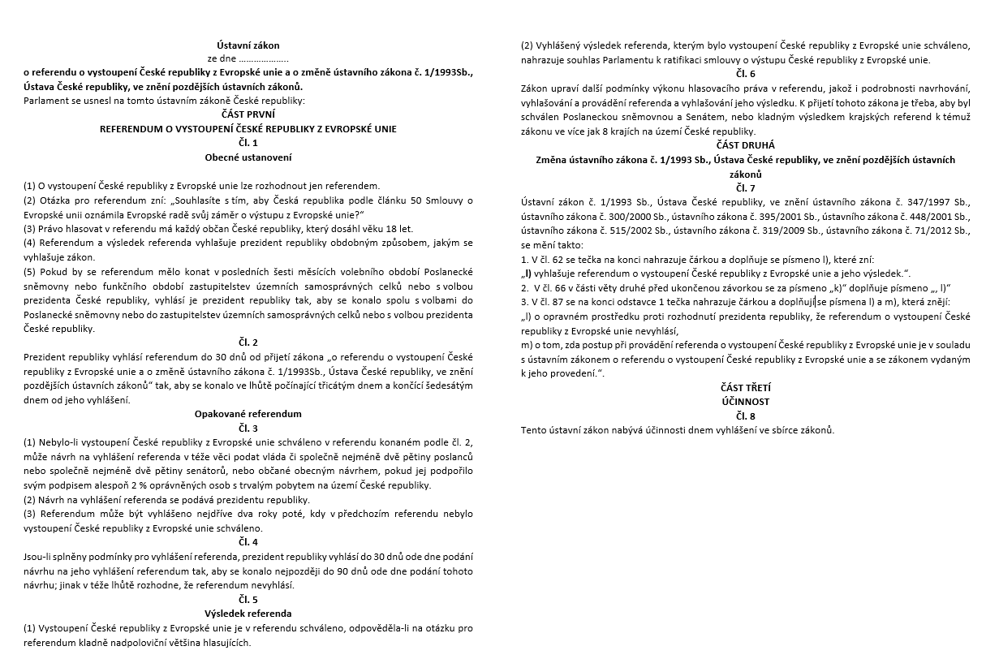 Ústavní zákon
ze dne ………………..
o referendu o vystoupení České republiky z Evropské unie a o změně ústavního zákona č. 1/1993Sb.,
Ústava České republiky, ve znění pozdějších ústavních zákonů.
Parlament se usnesl na tomto ústavním zákoně České republiky:
ČÁST PRVNÍ
REFERENDUM O VYSTOUPENÍ ČESKÉ REPUBLIKY Z EVROPSKÉ UNIE
Čl. 1
Obecné ustanovení
(1) O vystoupení České republiky z Evropské unie lze rozhodnout jen referendem.
(2) Otázka pro referendum zní: „Souhlasíte s tím, aby Česká republika podle článku 50 Smlouvy o
Evropské unii oznámila Evropské radě svůj záměr o výstupu z Evropské unie?“
(3) Právo hlasovat v referendu má každý občan České republiky, který dosáhl věku 18 let.
(4) Referendum a výsledek referenda vyhlašuje prezident republiky obdobným způsobem, jakým se
vyhlašuje zákon.
(5) Pokud by se referendum mělo konat v posledních šesti měsících volebního období Poslanecké
sněmovny nebo funkčního období zastupitelstev územních samosprávných celků nebo s volbou
prezidenta České republiky, vyhlásí je prezident republiky tak, aby se konalo spolu s volbami do
Poslanecké sněmovny nebo do zastupitelstev územních samosprávných celků nebo s volbou prezidenta
České republiky.
Čl. 2
Prezident republiky vyhlásí referendum do 30 dnů od přijetí zákona „o referendu o vystoupení České
republiky z Evropské unie a o změně ústavního zákona č. 1/1993Sb., Ústava České republiky, ve znění
pozdějších ústavních zákonů“ tak, aby se konalo ve lhůtě počínající třicátým dnem a končící šedesátým
dnem od jeho vyhlášení.
Opakované referendum
Čl. 3
(1) Nebylo-li vystoupení České republiky z Evropské unie schváleno v referendu konaném podle čl. 2,
může návrh na vyhlášení referenda v téže věci podat vláda či společně nejméně dvě pětiny poslanců
nebo společně nejméně dvě pětiny senátorů, nebo občané obecným návrhem, pokud jej podpořilo
svým podpisem alespoň 2 % oprávněných osob s trvalým pobytem na území České republiky.
(2) Návrh na vyhlášení referenda se podává prezidentu republiky.
(3) Referendum může být vyhlášeno nejdříve dva roky poté, kdy v předchozím referendu nebylo
vystoupení České republiky z Evropské unie schváleno.
Čl. 4
Jsou-li splněny podmínky pro vyhlášení referenda, prezident republiky vyhlásí do 30 dnů ode dne podání
návrhu na jeho vyhlášení referendum tak, aby se konalo nejpozději do 90 dnů ode dne podání tohoto
návrhu; jinak v téže lhůtě rozhodne, že referendum nevyhlásí.
Čl. 5
Výsledek referenda
(1) Vystoupení České republiky z Evropské unie je v referendu schváleno, odpověděla-li na otázku pro
referendum kladně nadpoloviční většina hlasujících.
(2) Vyhlášený výsledek referenda, kterým bylo vystoupení České republiky z Evropské unie schváleno,
nahrazuje souhlas Parlamentu k ratifikaci smlouvy o výstupu České republiky z Evropské unie.
Čl. 6
Zákon upraví další podmínky výkonu hlasovacího práva v referendu, jakož i podrobnosti navrhování,
vyhlašování a provádění referenda a vyhlašování jeho výsledku. K přijetí tohoto zákona je třeba, aby byl
schválen Poslaneckou sněmovnou a Senátem, nebo kladným výsledkem krajských referend k témuž
zákonu ve více jak 8 krajích na území České republiky.
ČÁST DRUHÁ
Změna ústavního zákona č. 1/1993 Sb., Ústava České republiky, ve znění pozdějších ústavních
zákonů
Čl. 7
Ústavní zákon č. 1/1993 Sb., Ústava České republiky, ve znění ústavního zákona č. 347/1997 Sb.,
ústavního zákona č. 300/2000 Sb., ústavního zákona č. 395/2001 Sb., ústavního zákona č. 448/2001 Sb.,
ústavního zákona č. 515/2002 Sb., ústavního zákona č. 319/2009 Sb., ústavního zákona č. 71/2012 Sb.,
se mění takto:
1. V čl. 62 se tečka na konci nahrazuje čárkou a doplňuje se písmeno l), které zní:
„l) vyhlašuje referendum o vystoupení České republiky z Evropské unie a jeho výsledek.“.
2. V čl. 66 v části věty druhé před ukončenou závorkou se za písmeno „k)“ doplňuje písmeno „, l)“
3. V čl. 87 se na konci odstavce 1 tečka nahrazuje čárkou a doplňují se písmena l) a m), která znějí:
„l) o opravném prostředku proti rozhodnutí prezidenta republiky, že referendum o vystoupení České
republiky z Evropské unie nevyhlásí,
m) o tom, zda postup při provádění referenda o vystoupení České republiky z Evropské unie je v souladu
s ústavním zákonem o referendu o vystoupení České republiky z Evropské unie a se zákonem vydaným
k jeho provedení.“.
ČÁST TŘETÍ
ÚČINNOST
Čl. 8
Tento ústavní zákon nabývá účinnosti dnem vyhlášení ve sbírce zákonů.